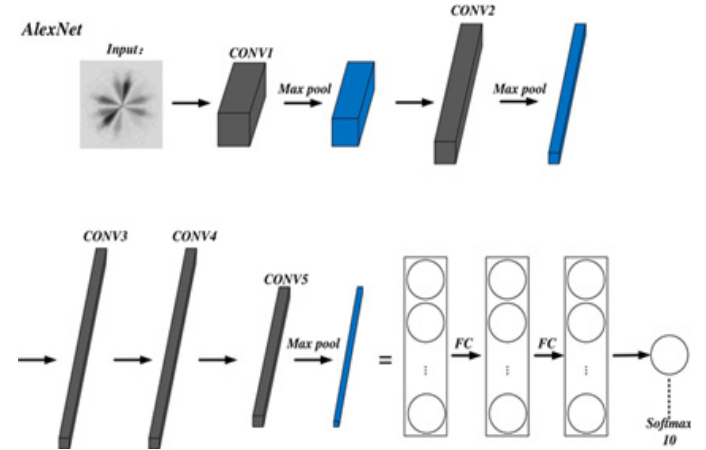 AlexNet
Input:
CONV1
Max pool
CONV2
Max pool
CONV3
CONV4
CONV5
Max pool
=
FC
FC
...
...
...
Softmax
10